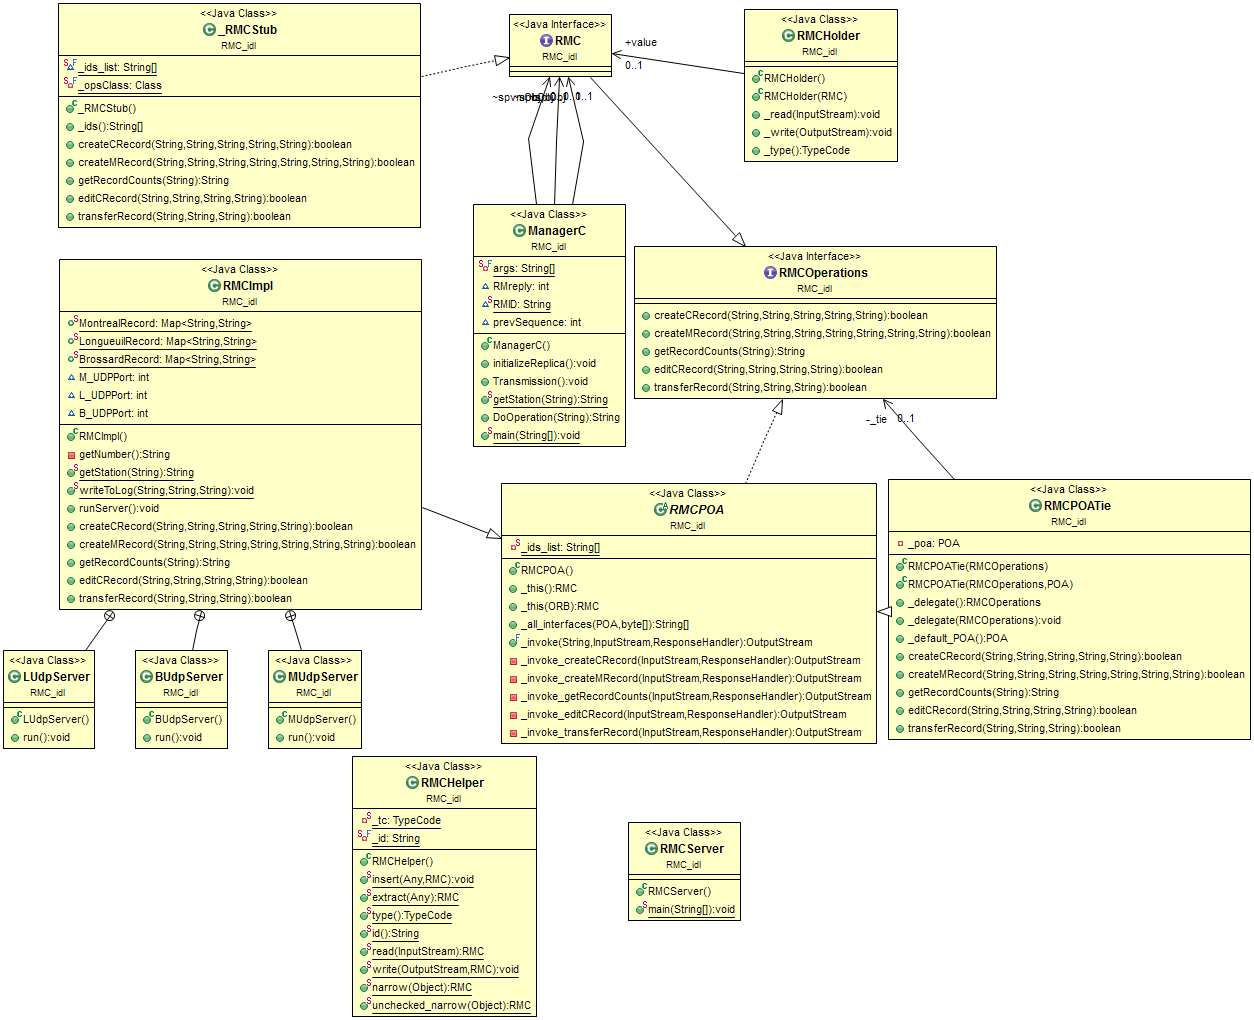 <<Java Class>>
_RMCStub
RMC_idl
_ids_list: String[]
_opsClass: Class
_RMCStub()
_ids():String[]
createCRecord(String,String,String,String,String):boolean
createMRecord(String,String,String,String,String,String,String):boolean
getRecordCounts(String):String
editCRecord(String,String,String,String):boolean
transferRecord(String,String,String):boolean
<<Java Interface>>
RMC
RMC_idl
+value
0..1
<<Java Class>>
RMCHolder
RMC_idl
RMCHolder()
RMCHolder(RMC)
_read(InputStream):void
_write(OutputStream):void
_type():TypeCode
0..1
<<Java Class>>
ManagerC
RMC_idl
args: String[]
RMreply: int
RMID: String
prevSequence: int
ManagerC()
initializeReplica():void
Transmission():void
getStation(String):String
DoOperation(String):String
main(String[]):void
<<Java Interface>>
RMCOperations
RMC_idl
createCRecord(String,String,String,String,String):boolean
createMRecord(String,String,String,String,String,String,String):boolean
getRecordCounts(String):String
editCRecord(String,String,String,String):boolean
transferRecord(String,String,String):boolean
-_tie 0..1
<<Java Class>>
RMCImpl
RMC_idl
MontrealRecord: Map<String,String>
LongueuilRecord: Map<String,String>
BrossardRecord: Map<String,String>
M_UDPPort: int
L_UDPPort: int
B_UDPPort: int
RMCImpl()
getNumber():String
getStation(String):String
writeToLog(String,String,String):void
runServer():void
createCRecord(String,String,String,String,String):boolean
createMRecord(String,String,String,String,String,String,String):boolean
getRecordCounts(String):String
editCRecord(String,String,String,String):boolean
transferRecord(String,String,String):boolean
<<Java Class>>
RMCPOA
RMC_idl
_ids_list: String[]
RMCPOA()
_this():RMC
_this(ORB):RMC
_all_interfaces(POA,byte[]):String[]
_invoke(String,InputStream,ResponseHandler):OutputStream
_invoke_createCRecord(InputStream,ResponseHandler):OutputStream
_invoke_createMRecord(InputStream,ResponseHandler):OutputStream
_invoke_getRecordCounts(InputStream,ResponseHandler):OutputStream
_invoke_editCRecord(InputStream,ResponseHandler):OutputStream
_invoke_transferRecord(InputStream,ResponseHandler):OutputStream
<<Java Class>>
RMCPOATie
RMC_idl
_poa: POA
RMCPOATie(RMCOperations)
RMCPOATie(RMCOperations,POA)
_delegate():RMCOperations
_delegate(RMCOperations):void
_default_POA():POA
createCRecord(String,String,String,String,String):boolean
createMRecord(String,String,String,String,String,String,String):boolean
getRecordCounts(String):String
editCRecord(String,String,String,String):boolean
transferRecord(String,String,String):boolean
<<Java Class>>
LUdpServer
RMC_idl
LUdpServer()
run():void
<<Java Class>>
BUdpServer
RMC_idl
BUdpServer()
run():void
<<Java Class>>
MUdpServer
RMC_idl
MUdpServer()
run():void
<<Java Class>>
RMCHelper
RMC_idl
_tc: TypeCode
_id: String
RMCHelper()
insert(Any,RMC):void
extract(Any):RMC
type():TypeCode
id():String
read(InputStream):RMC
write(OutputStream,RMC):void
narrow(Object):RMC
unchecked_narrow(Object):RMC
<<Java Class>>
RMCServer
RMC_idl
RMCServer()
main(String[]):void